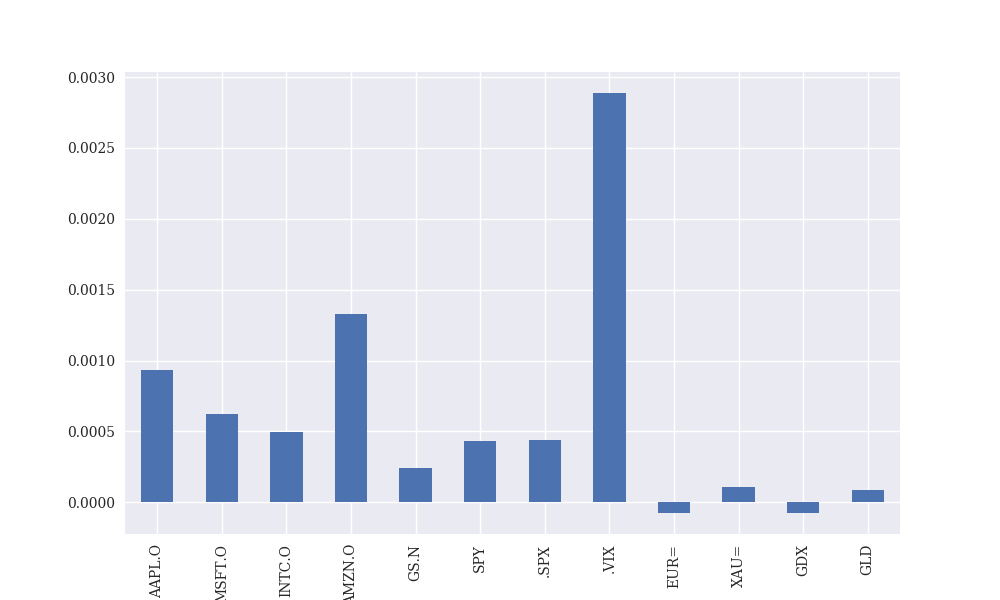 0.0030
0.0025
0.0020
0.0015
0.0010
0.0005
0.0000
AAPL.O
MSFT.O
INTC.O
AMZN.O
GS.N
SPY
.SPX
.VIX
EUR=
XAU=
GDX
GLD